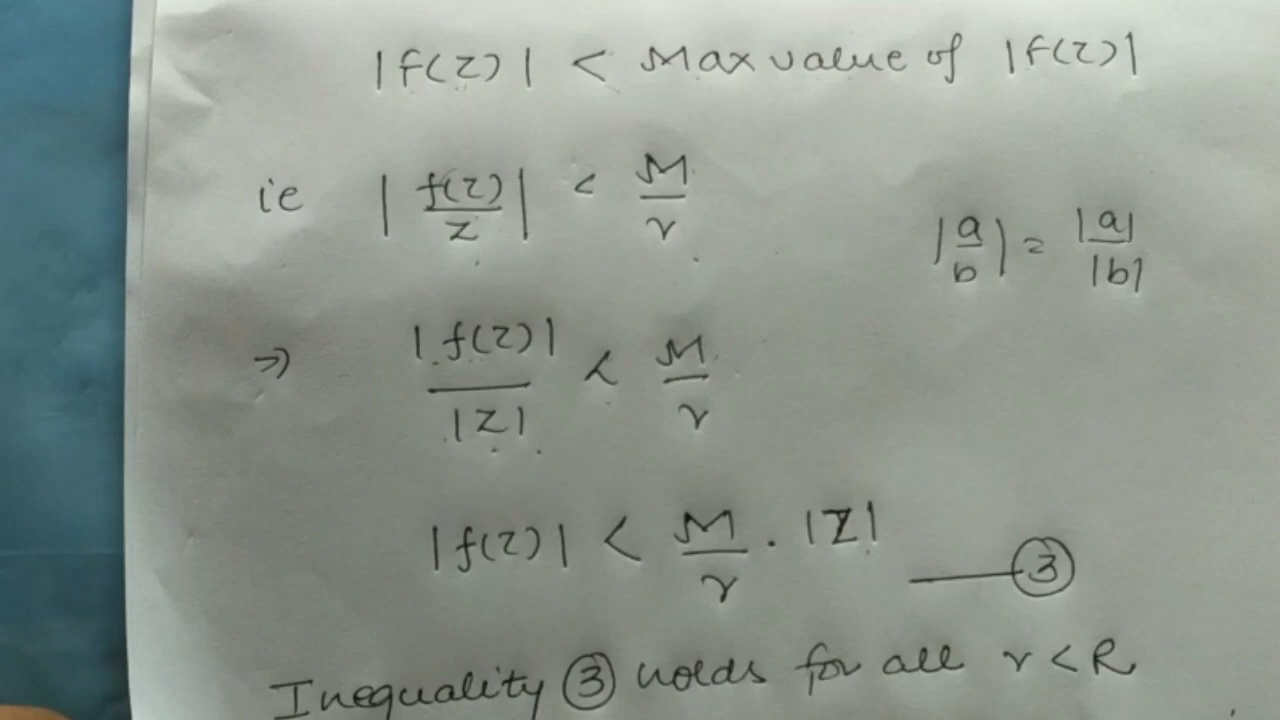 |f(z)| < Max value of |f(z)|
ie |f(z)/z| < M/r
|a/b| = |a|/|b|
⇒ |f(z)|/|z| < M/r
|f(z)| < M/r . |z| —③
Inequality ③ holds for all r < R